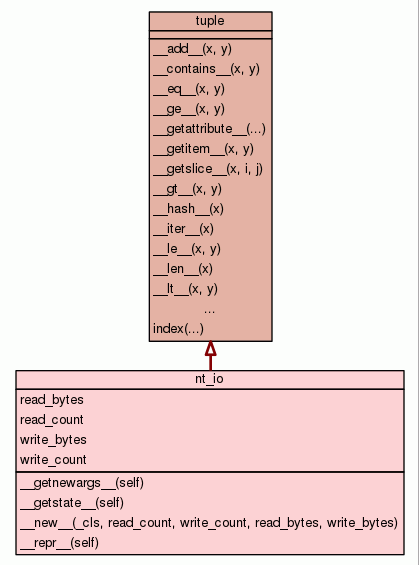 tuple
__add__(x, y)
__contains__(x, y)
__eq__(x, y)
__ge__(x, y)
__getattribute__(...)
__getitem__(x, y)
__getslice__(x, i, j)
__gt__(x, y)
__hash__(x)
__iter__(x)
__le__(x, y)
__len__(x)
__lt__(x, y)
...
index(...)
nt_io
read_bytes
read_count
write_bytes
write_count
__getnewargs__(self)
__getstate__(self)
__new__(_cls, read_count, write_count, read_bytes, write_bytes)
__repr__(self)